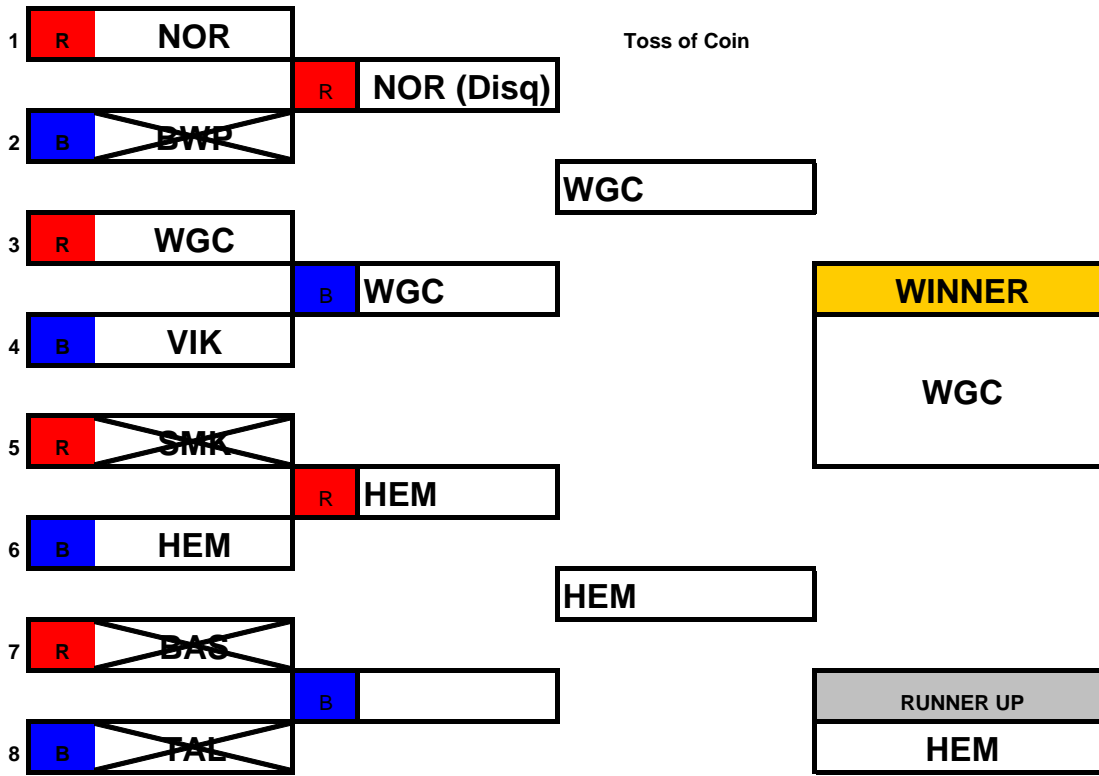 1 R NOR
Toss of Coin
R NOR (Disq)
2 B BWP
WGC
3 R WGC
B WGC
WINNER
4 B VIK
WGC
5 R SMK
R HEM
6 B HEM
HEM
7 R BAS
B
RUNNER UP
8 B TAL
HEM